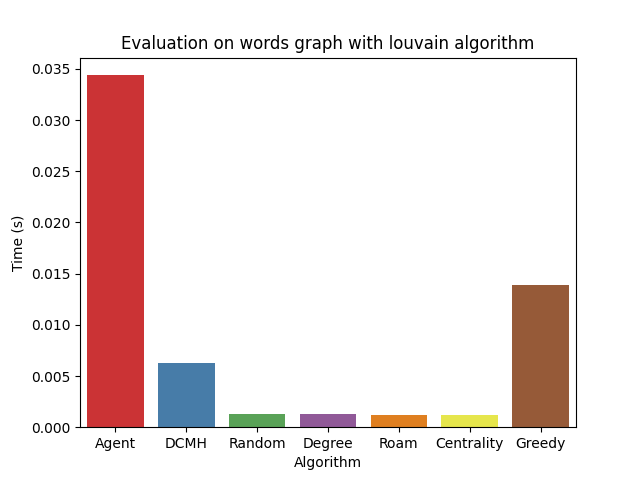 Evaluation on words graph with louvain algorithm
0.035
0.030
0.025
0.020
0.015
0.010
0.005
0.000
Time (s)
Agent DCMH Random Degree Roam Centrality Greedy
Algorithm